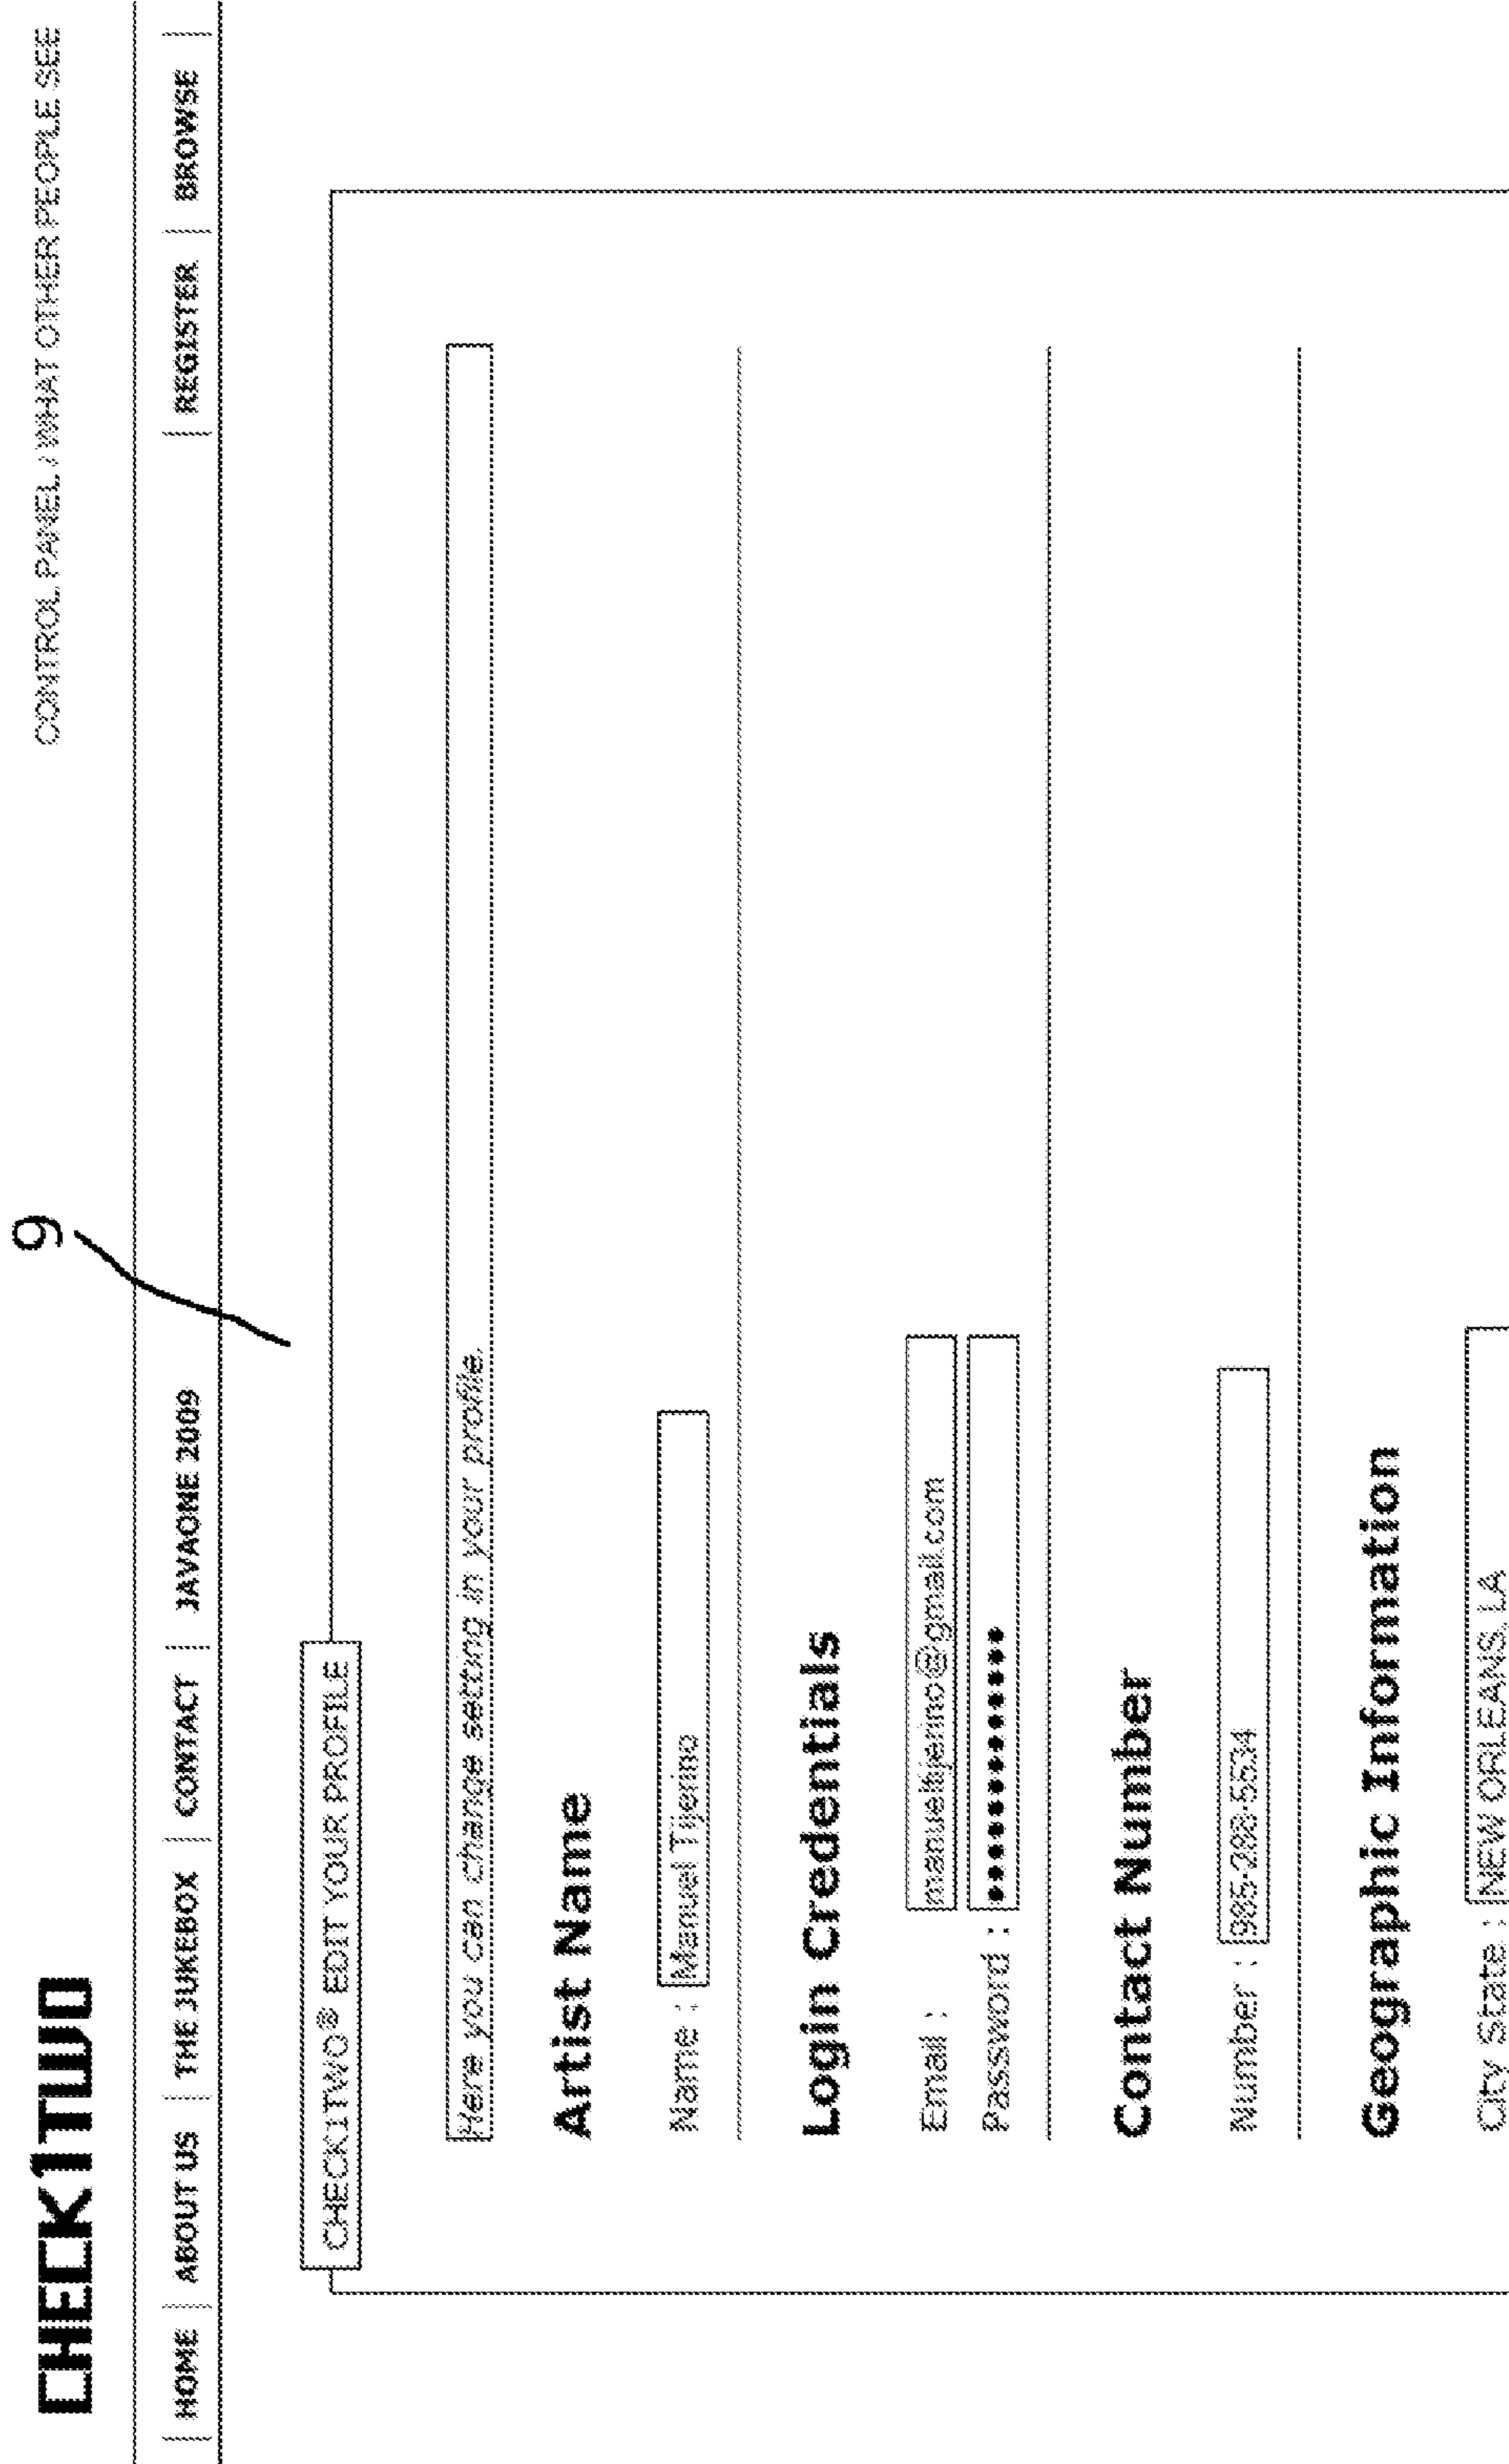 9
CHECK1TWO
CONTROL PANEL / WHAT OTHER PEOPLE SEE
HOME ABOUT US THE JUKEBOX CONTACT JAVAONE 2009 REGISTER BROWSE
CHECK1TWO® EDIT YOUR PROFILE
Here you can change setting in your profile.
Artist Name
Name : Manuel Tijerino
Login Credentials
Email : manueltijerino@gmail.com
Password : ••••••••••••••
Contact Number
Number : 985-288-5534
Geographic Information
City State : NEW ORLEANS, LA